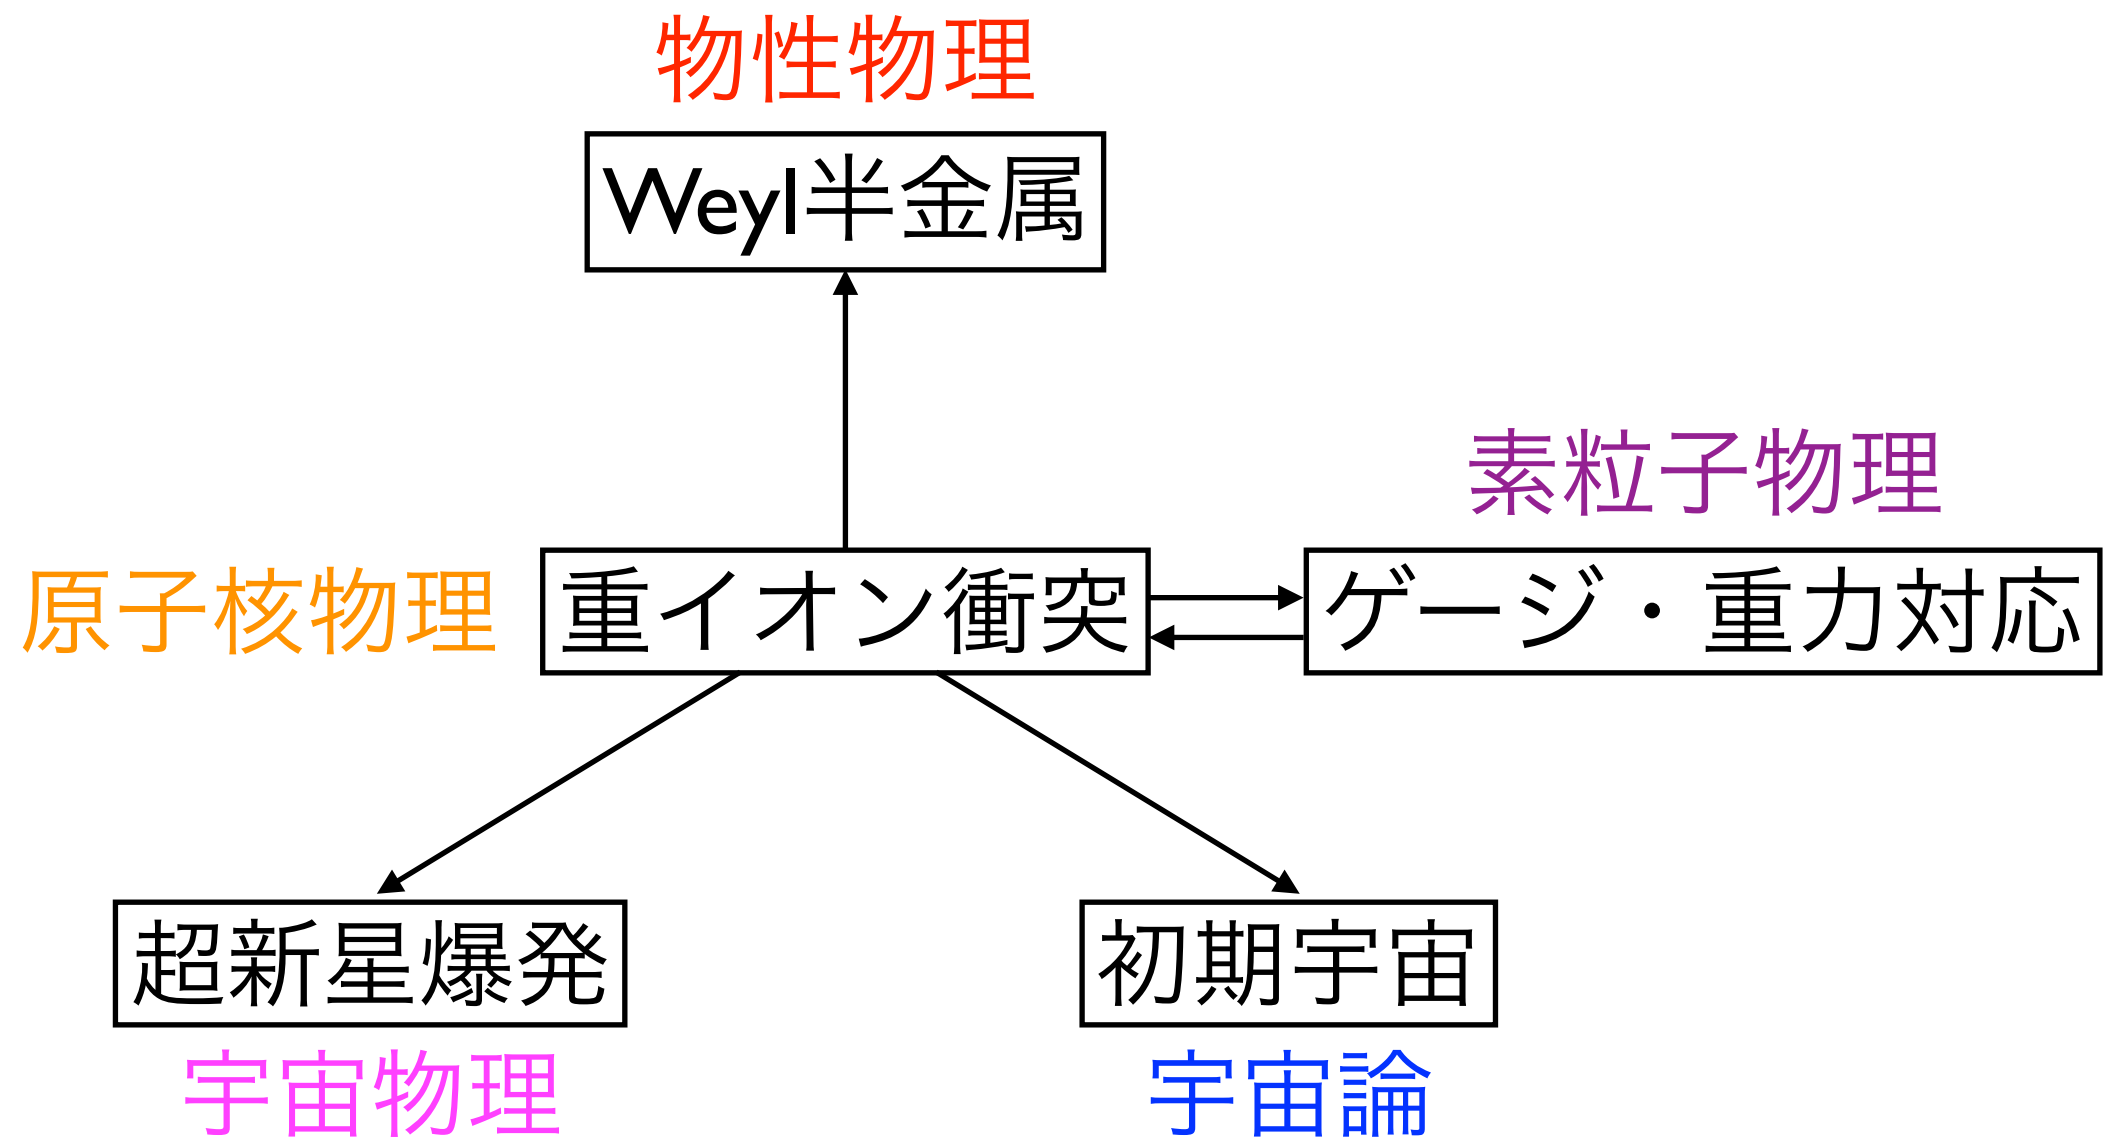 物性物理
Weyl半金属
素粒子物理
原子核物理
重イオン衝突
ゲージ・重力対応
超新星爆発
初期宇宙
宇宙物理
宇宙論